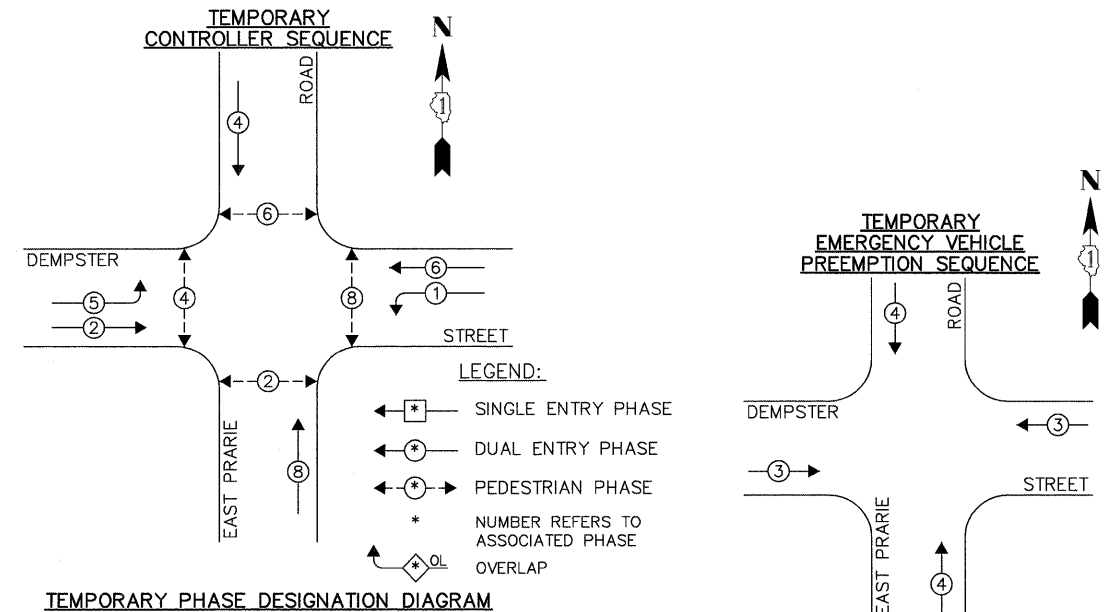 TEMPORARY
CONTROLLER SEQUENCE
N
ROAD
4
1
6
DEMPSTER
6
5
4
8
1
2
STREET
2
LEGEND:
* SINGLE ENTRY PHASE
* DUAL ENTRY PHASE
EAST PRARIE
8
* PEDESTRIAN PHASE
* NUMBER REFERS TO
ASSOCIATED PHASE
* OL OVERLAP
TEMPORARY PHASE DESIGNATION DIAGRAM
N
TEMPORARY
EMERGENCY VEHICLE
PREEMPTION SEQUENCE
1
ROAD
4
DEMPSTER
3
3
STREET
EAST PRARIE
4